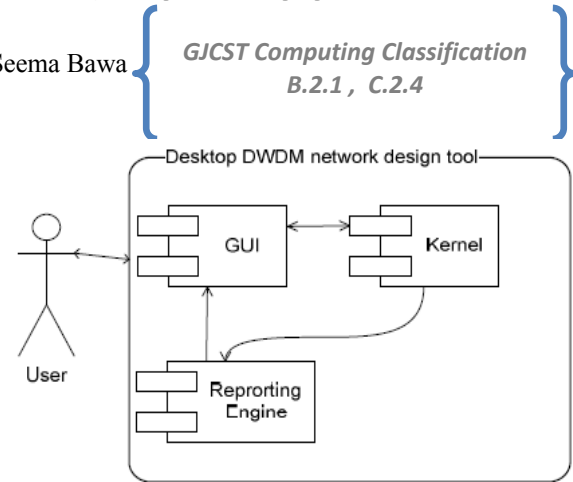 GJCST Computing Classification
Seema Bawa
B.2.1 , C.2.4
Desktop DWDM network design tool
GUI
Kernel
User
Reprorting
Engine